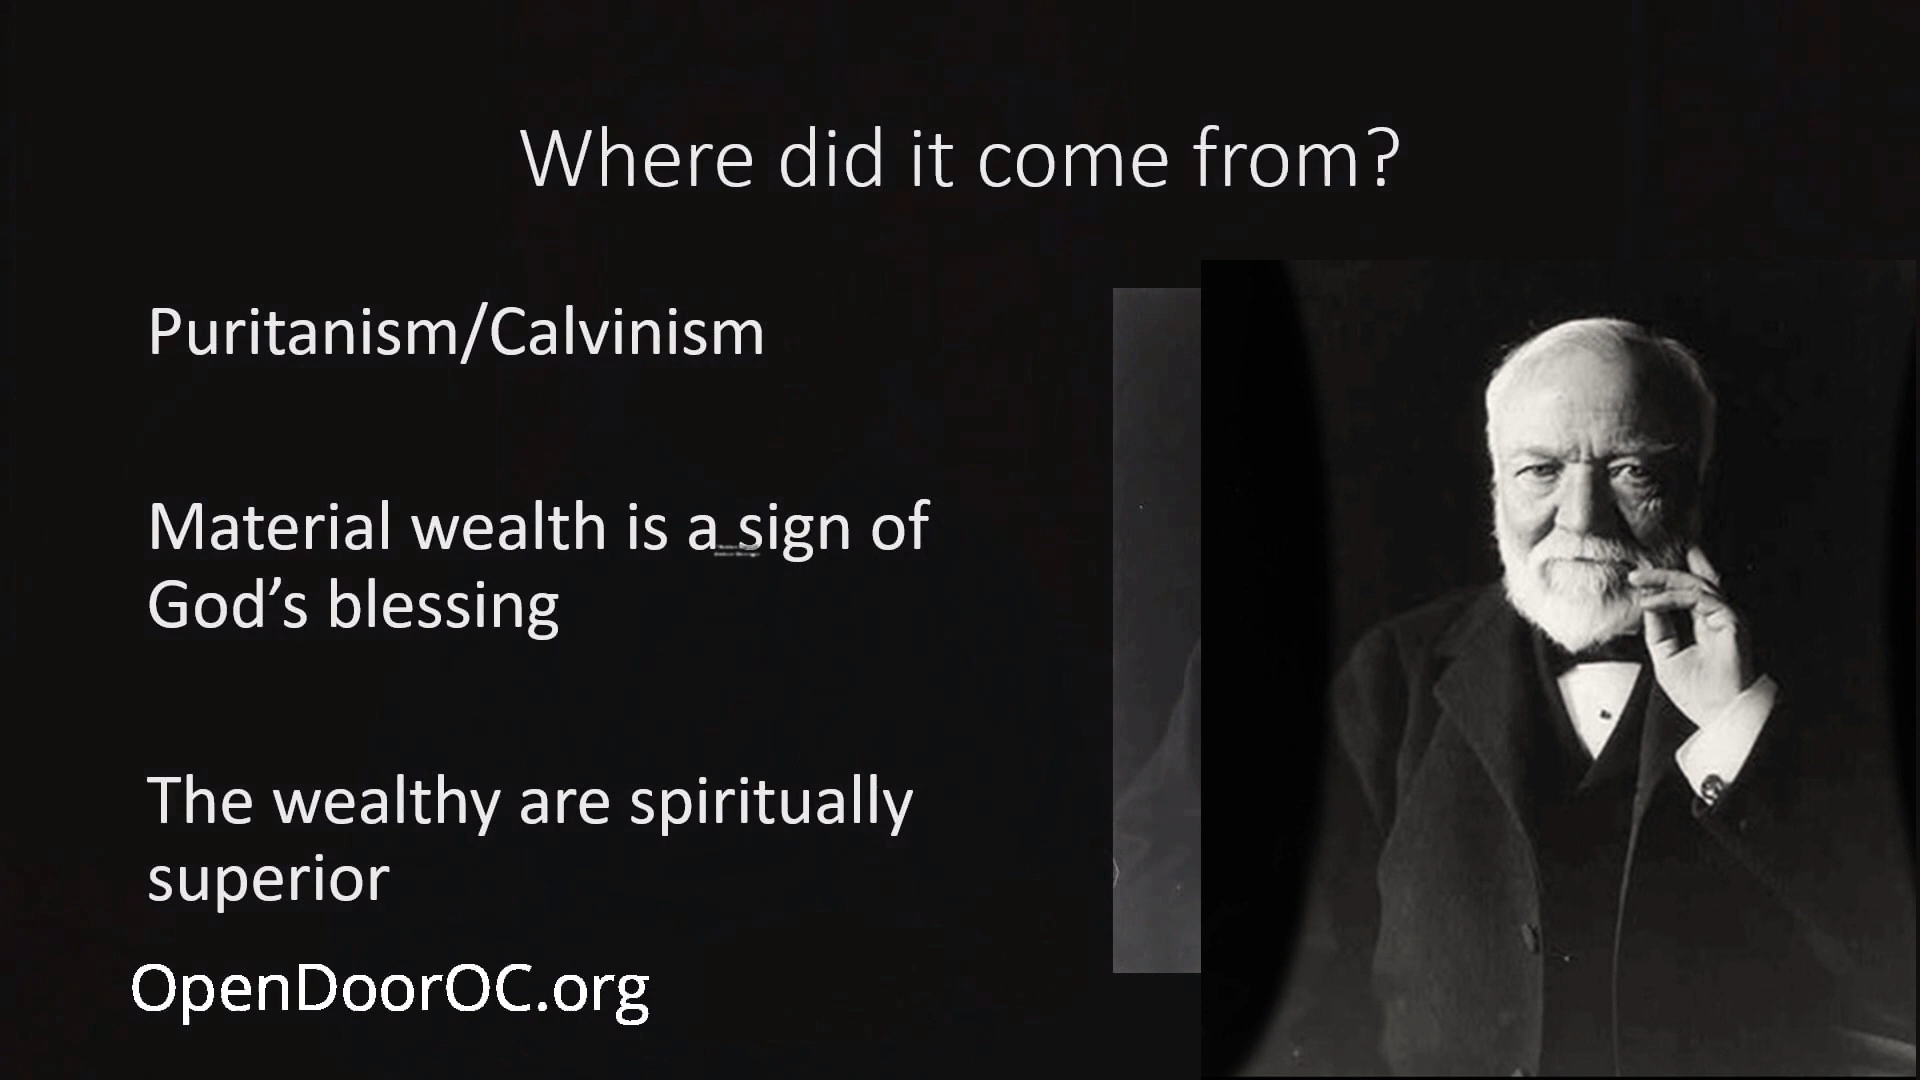 Where did it come from?
Puritanism/Calvinism
Material wealth is a sign of
God’s blessing
The wealthy are spiritually
superior
OpenDoorOC.org